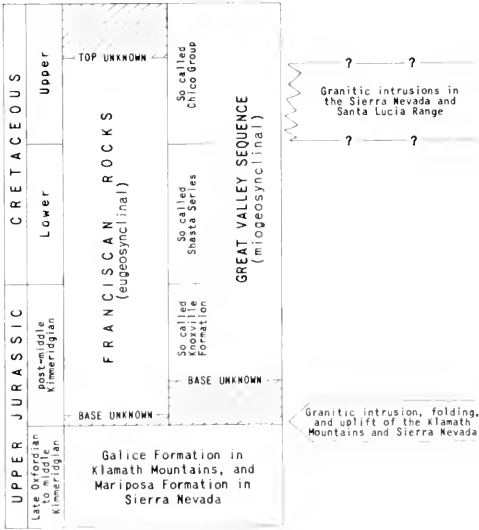 CRETACEOUS
Upper
Lower
UPPER JURASSIC
post-middle
Kimmeridgian
Late Oxfordian
to middle
Kimmeridgian
TOP UNKNOWN
FRANCISCAN ROCKS
(eugeosynclinal)
BASE UNKNOWN
So called
Chico Group
So called
Shasta Series
So called
Knoxville
Formation
GREAT VALLEY SEQUENCE
(miogeosynclinal)
BASE UNKNOWN
Galice Formation in
Klamath Mountains, and
Mariposa Formation in
Sierra Nevada
? ?
Granitic intrusions in
the Sierra Nevada and
Santa Lucia Range
? ?
Granitic intrusion, folding,
and uplift of the Klamath
Mountains and Sierra Nevada